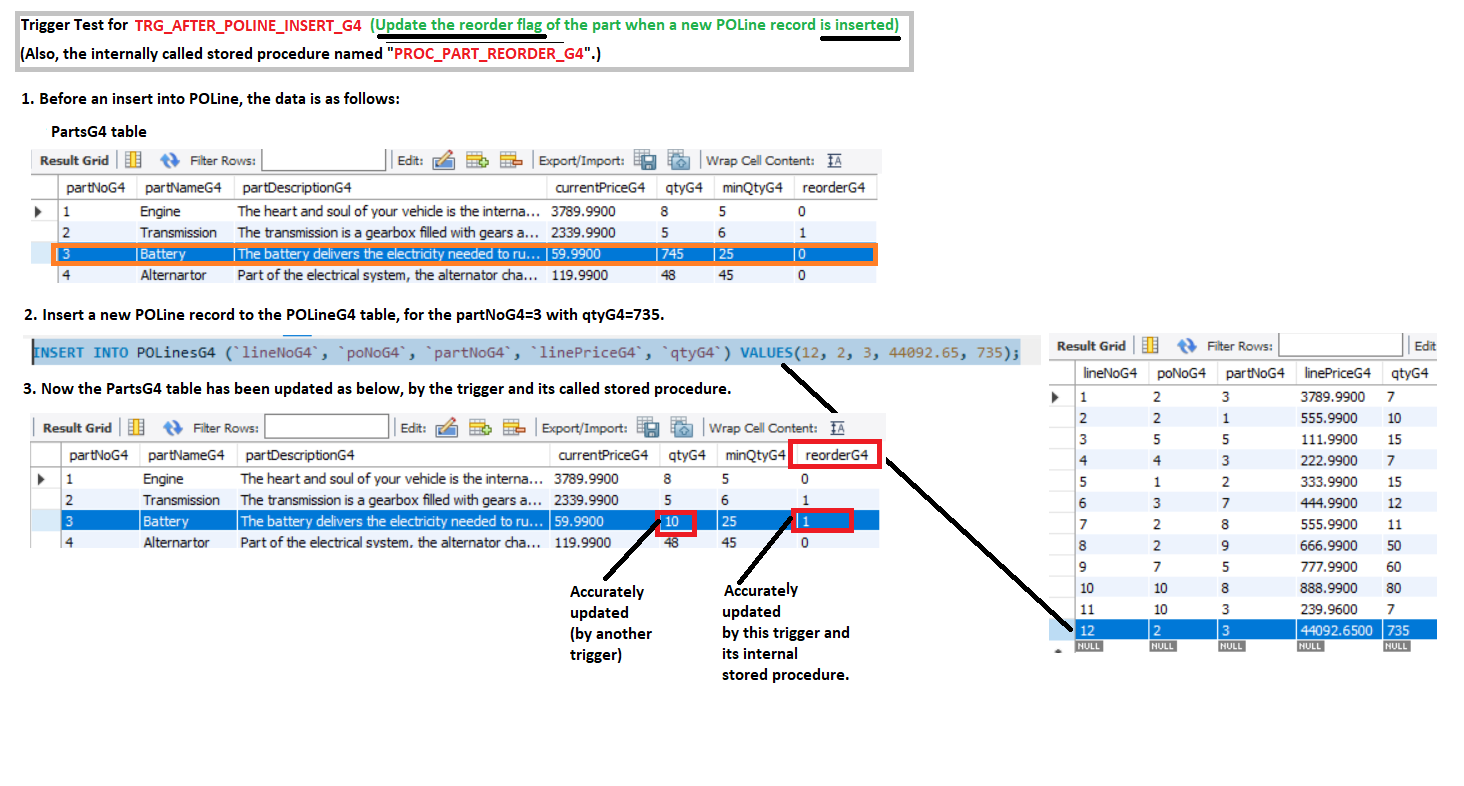 Trigger Test for TRG_AFTER_POLINE_INSERT_G4 (Update the reorder flag of the part when a new POLine record is inserted)
(Also, the internally called stored procedure named "PROC_PART_REORDER_G4".)
1. Before an insert into POLine, the data is as follows:
PartsG4 table
Result Grid Filter Rows: Edit: Export/Import: Wrap Cell Content:
partNoG4 partNameG4 partDescriptionG4 currentPriceG4 qtyG4 minQtyG4 reorderG4
1 Engine The heart and soul of your vehicle is the interna... 3789.9900 8 5 0
2 Transmission The transmission is a gearbox filled with gears a... 2339.9900 5 6 1
3 Battery The battery delivers the electricity needed to ru... 59.9900 745 25 0
4 Alternartor Part of the electrical system, the alternator cha... 119.9900 48 45 0
2. Insert a new POLine record to the POLineG4 table, for the partNoG4=3 with qtyG4=735.
INSERT INTO POLinesG4 (`lineNoG4`, `poNoG4`, `partNoG4`, `linePriceG4`, `qtyG4`) VALUES(12, 2, 3, 44092.65, 735);
3. Now the PartsG4 table has been updated as below, by the trigger and its called stored procedure.
Result Grid Filter Rows: Edit: Export/Import: Wrap Cell Content:
partNoG4 partNameG4 partDescriptionG4 currentPriceG4 qtyG4 minQtyG4 reorderG4
1 Engine The heart and soul of your vehicle is the interna... 3789.9900 8 5 0
2 Transmission The transmission is a gearbox filled with gears a... 2339.9900 5 6 1
3 Battery The battery delivers the electricity needed to ru... 59.9900 10 25 1
4 Alternartor Part of the electrical system, the alternator cha... 119.9900 48 45 0
Accurately
updated
(by another
trigger)
Accurately
updated
by this trigger and
its internal
stored procedure.
Result Grid Filter Rows: Edit
lineNoG4 poNoG4 partNoG4 linePriceG4 qtyG4
1 2 3 3789.9900 7
2 2 1 555.9900 10
3 5 5 111.9900 15
4 4 3 222.9900 7
5 1 2 333.9900 15
6 3 7 444.9900 12
7 2 8 555.9900 11
8 2 9 666.9900 50
9 7 5 777.9900 60
10 10 8 888.9900 80
11 10 3 239.9600 7
12 2 3 44092.6500 735
NULL NULL NULL NULL NULL